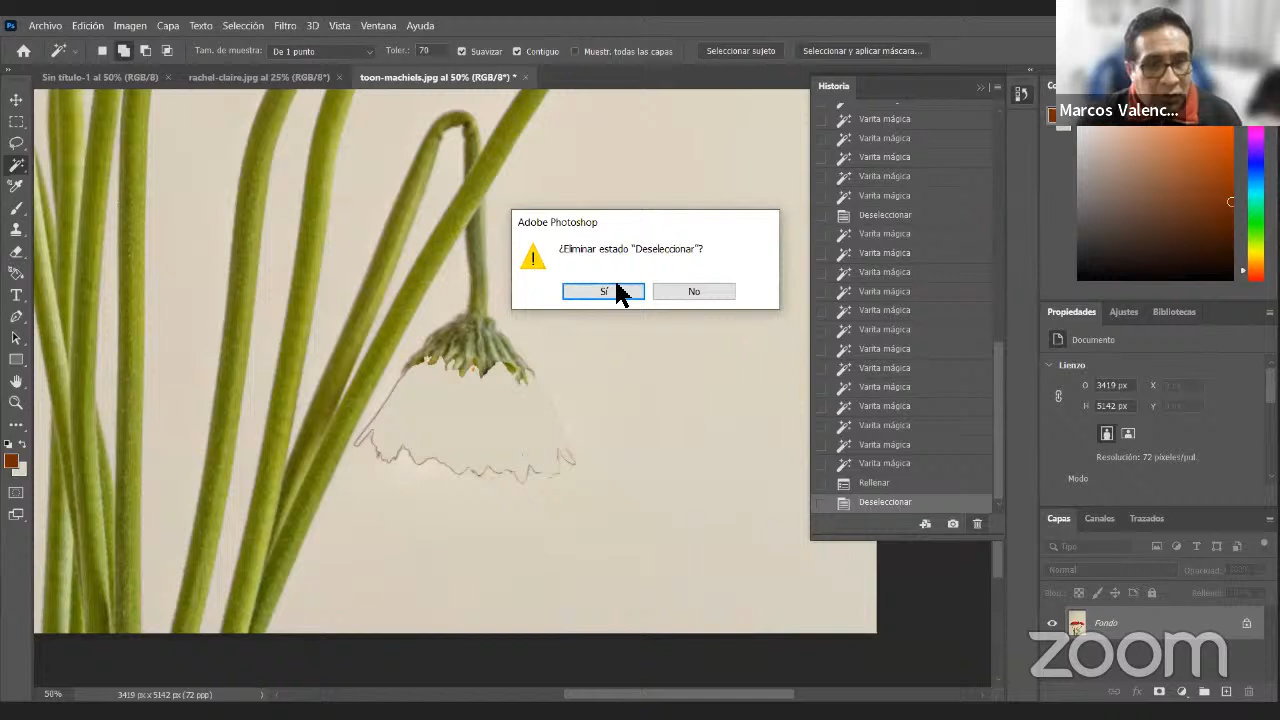 Ps Archivo Edición Imagen Capa Texto Selección Filtro 3D Vista Ventana Ayuda
Tam. de muestra: De 1 punto Toler.: 70 Suavizar Contiguo Muestr. todas las capas Seleccionar sujeto Seleccionar y aplicar máscara...
Sin título-1 al 50% (RGB/8) × rachel-claire.jpg al 25% (RGB/8*) × toon-machiels.jpg al 50% (RGB/8*) * ×
Historia
Marcos Valenc...
Varita mágica
Varita mágica
Varita mágica
Varita mágica
Varita mágica
Deseleccionar
Varita mágica
Varita mágica
Varita mágica
Varita mágica
Varita mágica
Varita mágica
Varita mágica
Varita mágica
Varita mágica
Varita mágica
Varita mágica
Varita mágica
Varita mágica
Rellenar
Deseleccionar
Adobe Photoshop
¿Eliminar estado "Deseleccionar"?
Sí No
Propiedades Ajustes Bibliotecas
Documento
Lienzo
O 3419 px X
H 5142 px Y
Resolución: 72 píxeles/pul.
Modo
Capas Canales Trazados
Tipo
Normal Opacidad: 100%
Bloq.: Relleno:
Fondo
zoom
50% 3419 px x 5142 px (72 ppp)